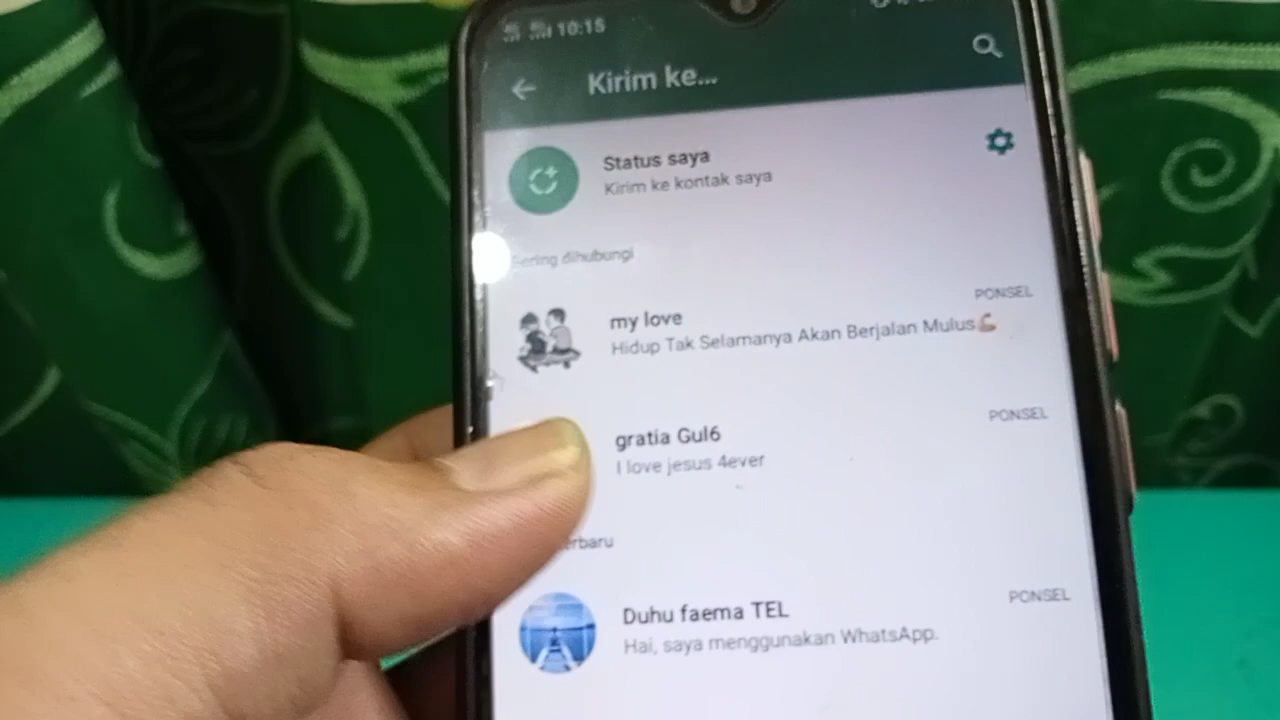 10:15
Kirim ke...
Status saya
Kirim ke kontak saya
Sering dihubungi
my love
PONSEL
Hidup Tak Selamanya Akan Berjalan Mulus💪
gratia Gul6
PONSEL
I love jesus 4ever
erbaru
Duhu faema TEL
PONSEL
Hai, saya menggunakan WhatsApp.